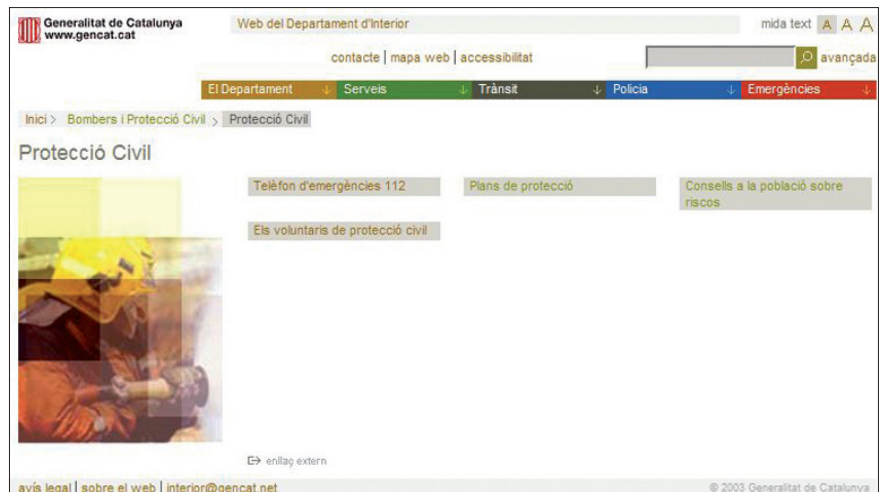 Generalitat de Catalunya
www.gencat.cat
Web del Departament d'Interior
mida text A A A
contacte | mapa web | accessibilitat
avançada
El Departament ↓ Serveis ↓ Trànsit ↓ Policia ↓ Emergències ↓
Inici > Bombers i Protecció Civil > Protecció Civil
Protecció Civil
Telèfon d'emergències 112
Plans de protecció
Consells a la població sobre
riscos
Els voluntaris de protecció civil
enllaç extern
avís legal | sobre el web | interior@gencat.net
© 2003 Generalitat de Catalunya